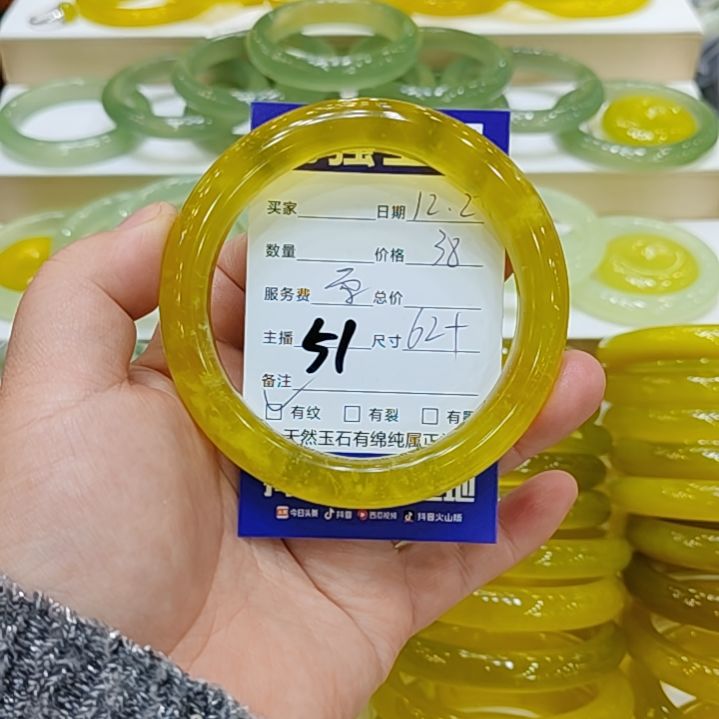 买家 日期 12.2
数量 价格 38
服务费 总价
主播 51 尺寸 62+
备注
有纹 有裂 有
天然玉石有绵纯属正
今日头条 抖音 西瓜视频 抖音火山版